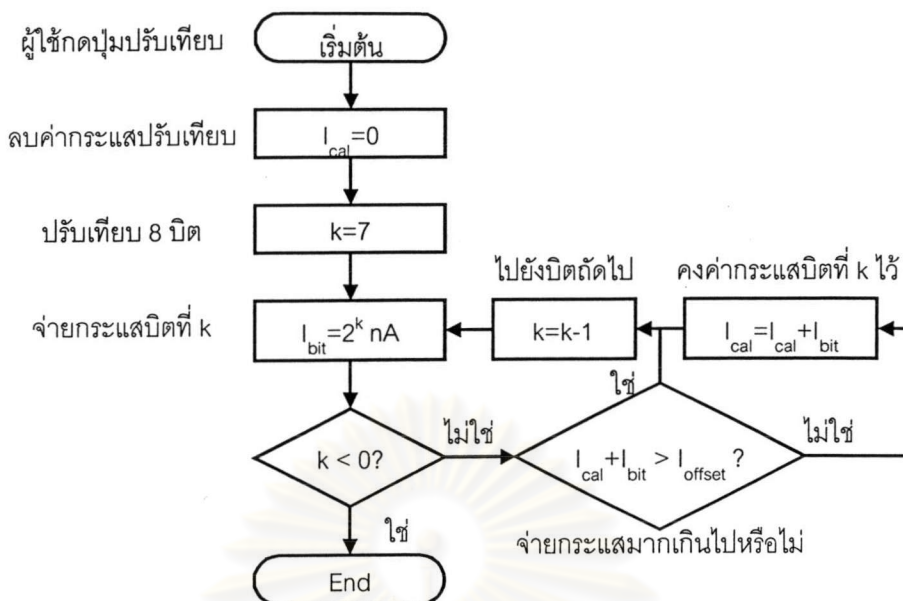 ผู้ใช้กดปุ่มปรับเทียบ
เริ่มต้น
ลบค่ากระแสปรับเทียบ
I_cal=0
ปรับเทียบ 8 บิต
k=7
จ่ายกระแสบิตที่ k
I_bit=2^k nA
ไปยังบิตถัดไป
k=k-1
คงค่ากระแสบิตที่ k ไว้
I_cal=I_cal+I_bit
k < 0?
ไม่ใช่
ใช่
I_cal+I_bit > I_offset ?
ใช่
ไม่ใช่
จ่ายกระแสมากเกินไปหรือไม่
End